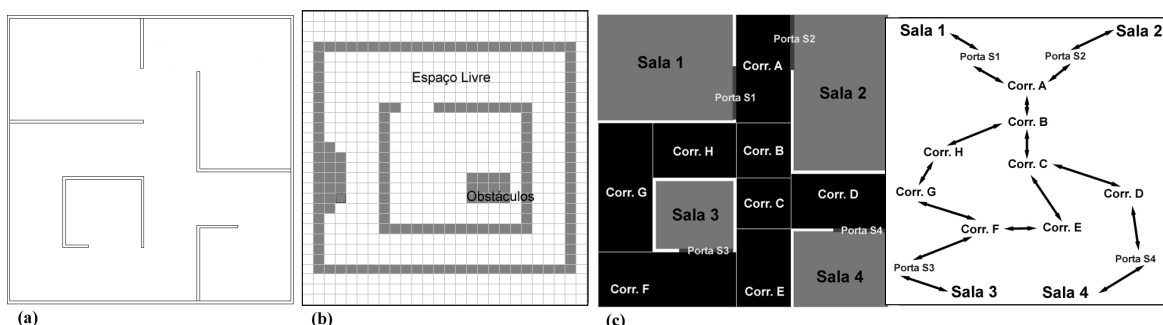 Espaço Livre
Obstáculos
Sala 1
Porta S1
Corr. A
Porta S2
Sala 2
Corr. H
Corr. B
Corr. G
Sala 3
Porta S3
Corr. C
Corr. D
Porta S4
Corr. F
Corr. E
Sala 4
Sala 1
Sala 2
Porta S1
Porta S2
Corr. A
Corr. B
Corr. H
Corr. C
Corr. G
Corr. D
Corr. F
Corr. E
Porta S3
Porta S4
Sala 3
Sala 4
(a)
(b)
(c)